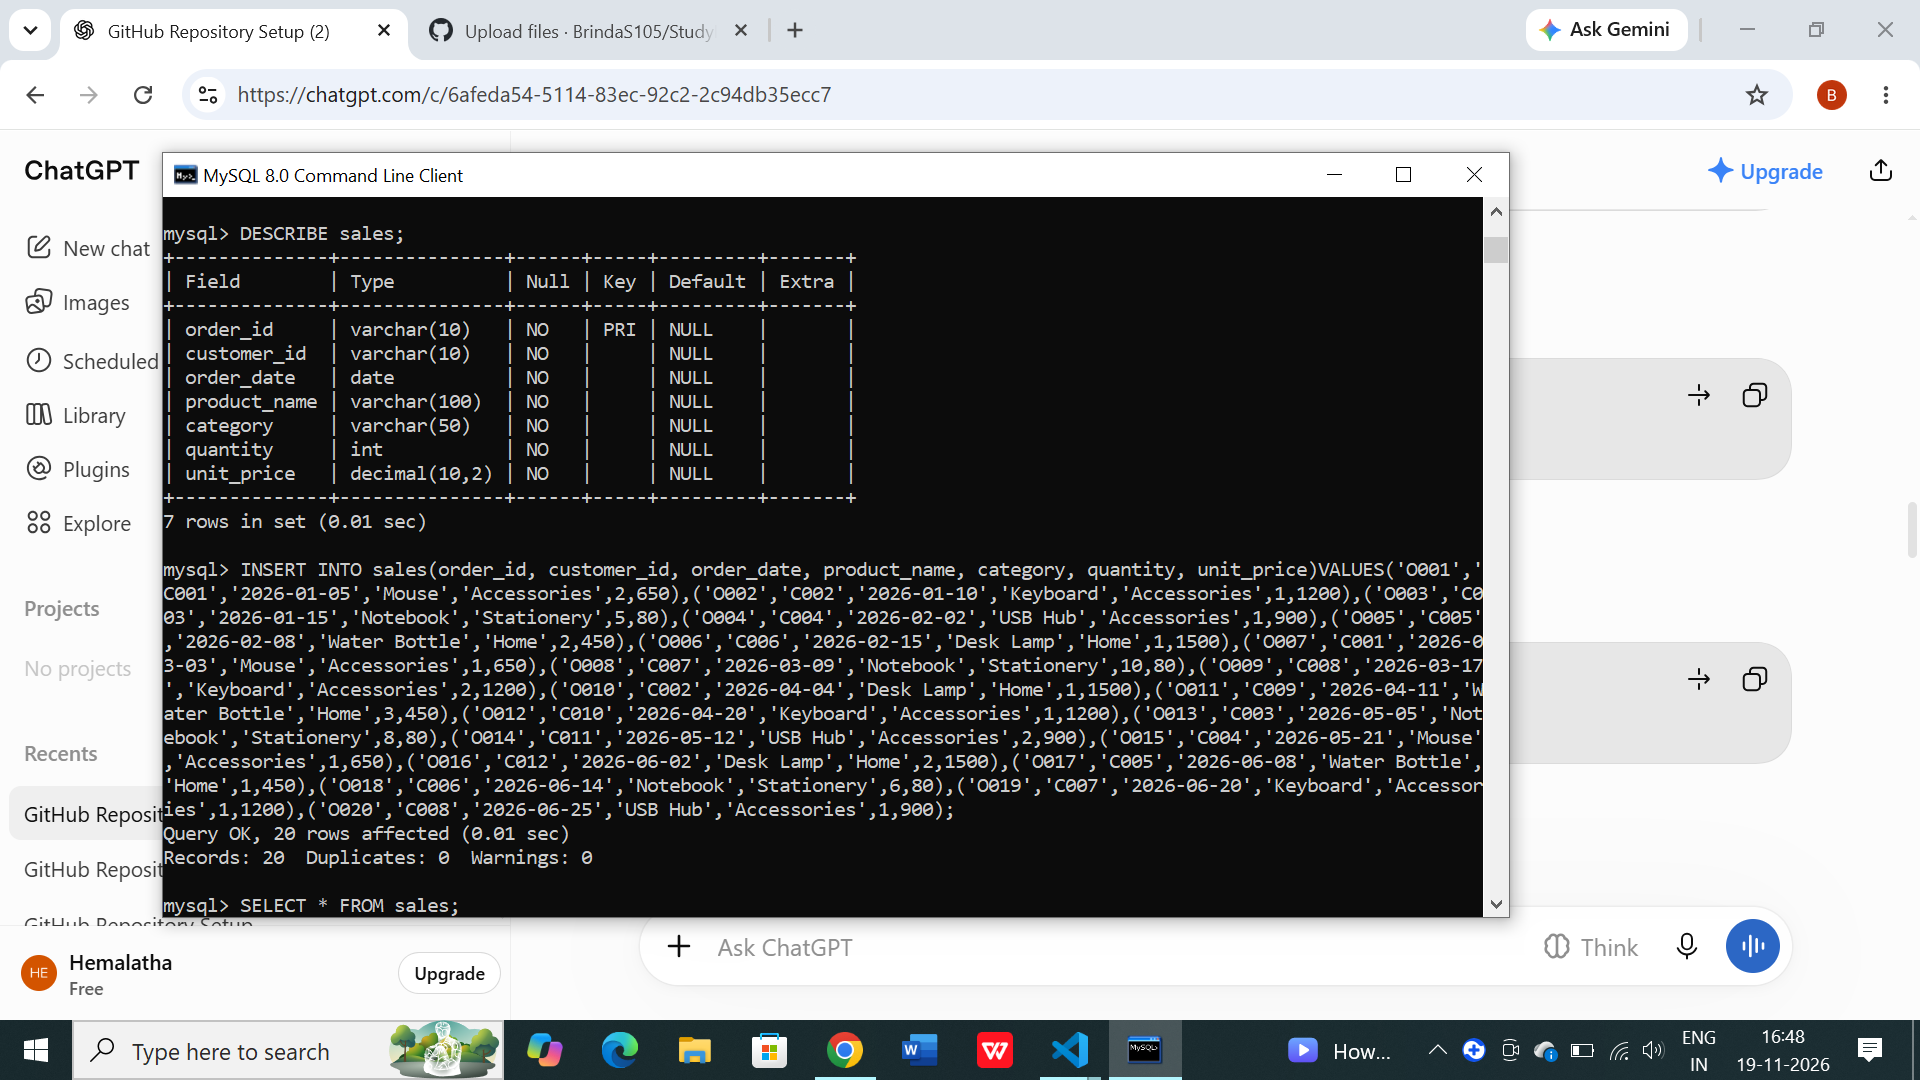 GitHub Repository Setup (2)
Upload files · BrindaS105/Study
Ask Gemini
https://chatgpt.com/c/6afeda54-5114-83ec-92c2-2c94db35ecc7
B
ChatGPT
Upgrade
New chat
Images
Scheduled
Library
Plugins
Explore
Projects
No projects
Recents
GitHub Reposit
GitHub Reposit
GitHub Repository Setup
HE
Hemalatha
Free
Upgrade
MySQL 8.0 Command Line Client
mysql> DESCRIBE sales;
+--------------+---------------+------+-----+---------+-------+
| Field        | Type          | Null | Key | Default | Extra |
+--------------+---------------+------+-----+---------+-------+
| order_id     | varchar(10)   | NO   | PRI | NULL    |       |
| customer_id  | varchar(10)   | NO   |     | NULL    |       |
| order_date   | date          | NO   |     | NULL    |       |
| product_name | varchar(100)  | NO   |     | NULL    |       |
| category     | varchar(50)   | NO   |     | NULL    |       |
| quantity     | int           | NO   |     | NULL    |       |
| unit_price   | decimal(10,2) | NO   |     | NULL    |       |
+--------------+---------------+------+-----+---------+-------+
7 rows in set (0.01 sec)
mysql> INSERT INTO sales(order_id, customer_id, order_date, product_name, category, quantity, unit_price)VALUES('O001','
C001','2026-01-05','Mouse','Accessories',2,650),('O002','C002','2026-01-10','Keyboard','Accessories',1,1200),('O003','C0
03','2026-01-15','Notebook','Stationery',5,80),('O004','C004','2026-02-02','USB Hub','Accessories',1,900),('O005','C005'
,'2026-02-08','Water Bottle','Home',2,450),('O006','C006','2026-02-15','Desk Lamp','Home',1,1500),('O007','C001','2026-0
3-03','Mouse','Accessories',1,650),('O008','C007','2026-03-09','Notebook','Stationery',10,80),('O009','C008','2026-03-17
','Keyboard','Accessories',2,1200),('O010','C002','2026-04-04','Desk Lamp','Home',1,1500),('O011','C009','2026-04-11','W
ater Bottle','Home',3,450),('O012','C010','2026-04-20','Keyboard','Accessories',1,1200),('O013','C003','2026-05-05','Not
ebook','Stationery',8,80),('O014','C011','2026-05-12','USB Hub','Accessories',2,900),('O015','C004','2026-05-21','Mouse'
,'Accessories',1,650),('O016','C012','2026-06-02','Desk Lamp','Home',2,1500),('O017','C005','2026-06-08','Water Bottle',
'Home',1,450),('O018','C006','2026-06-14','Notebook','Stationery',6,80),('O019','C007','2026-06-20','Keyboard','Accessor
ies',1,1200),('O020','C008','2026-06-25','USB Hub','Accessories',1,900);
Query OK, 20 rows affected (0.01 sec)
Records: 20  Duplicates: 0  Warnings: 0
mysql> SELECT * FROM sales;
Ask ChatGPT
Think
Type here to search
How...
ENG
IN
16:48
19-11-2026